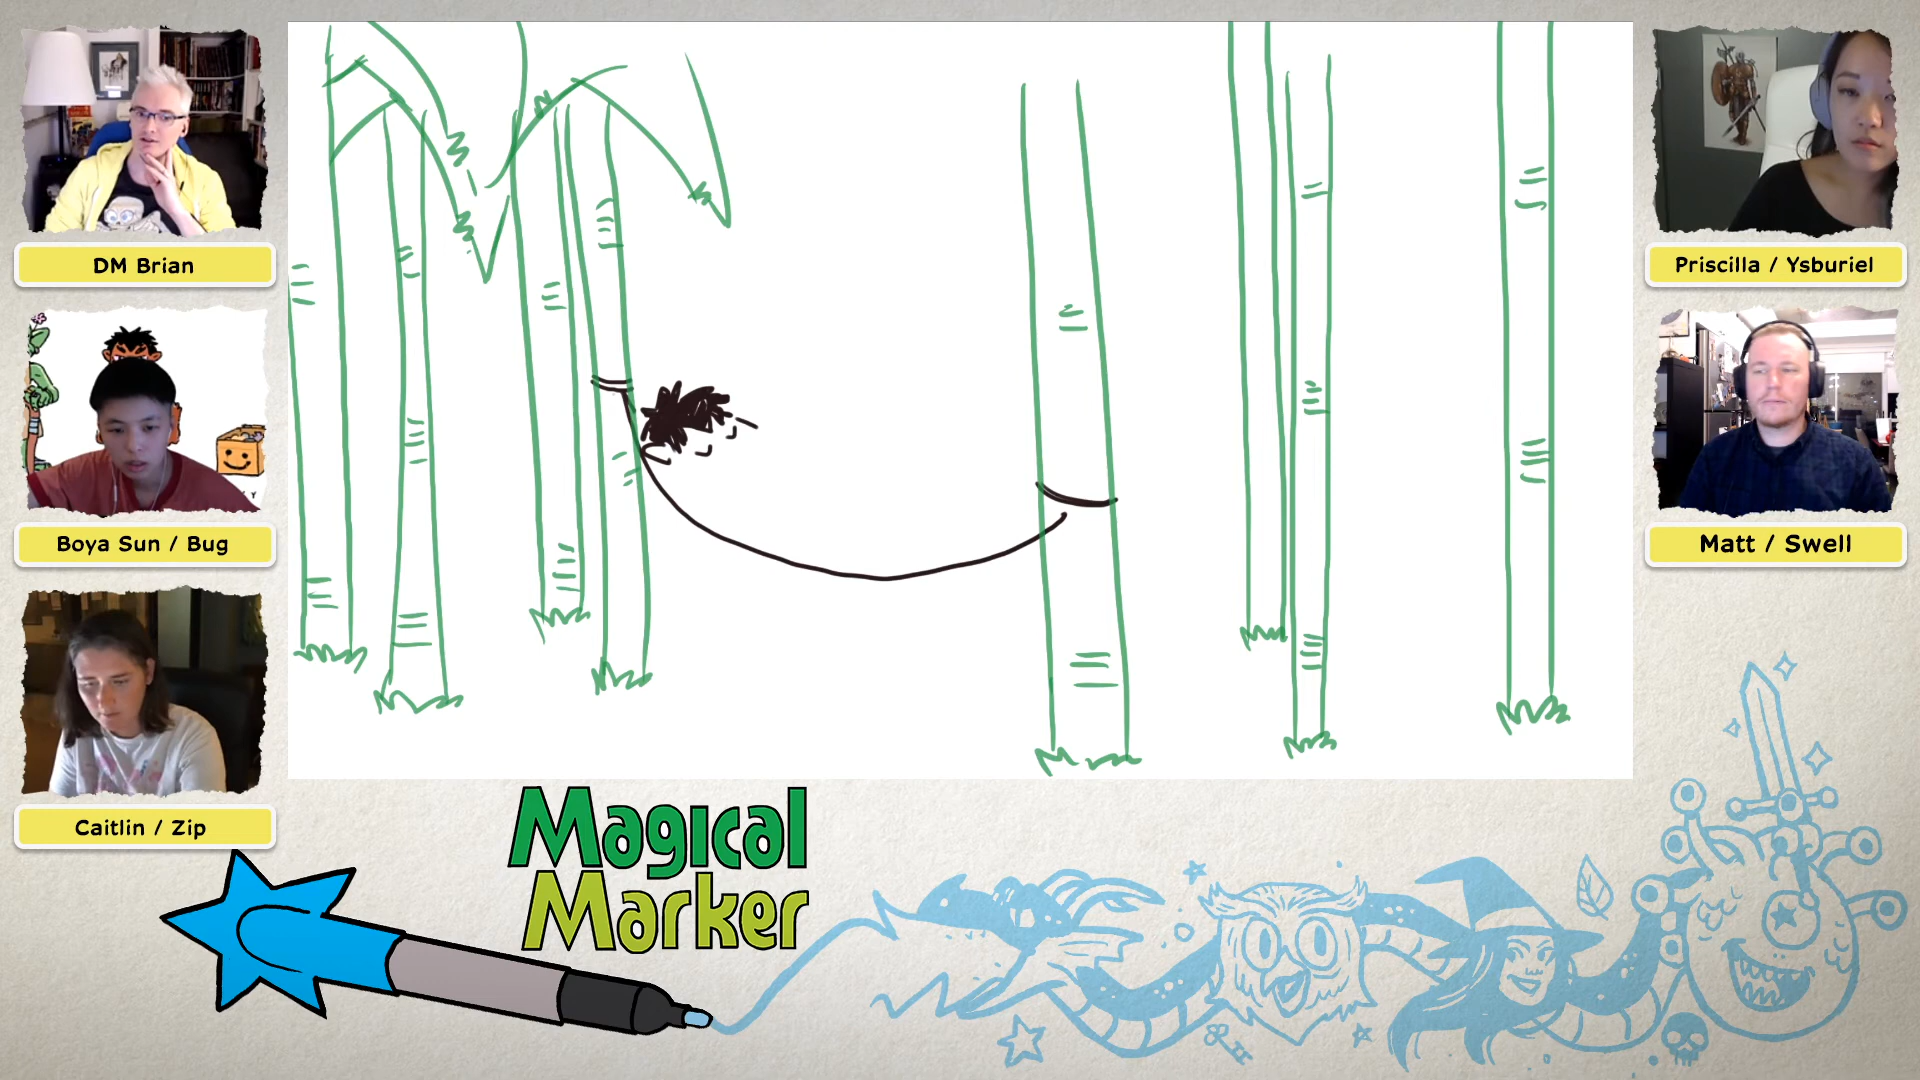 DM Brian
Boya Sun / Bug
Caitlin / Zip
Priscilla / Ysburiel
Matt / Swell
Magical
Marker